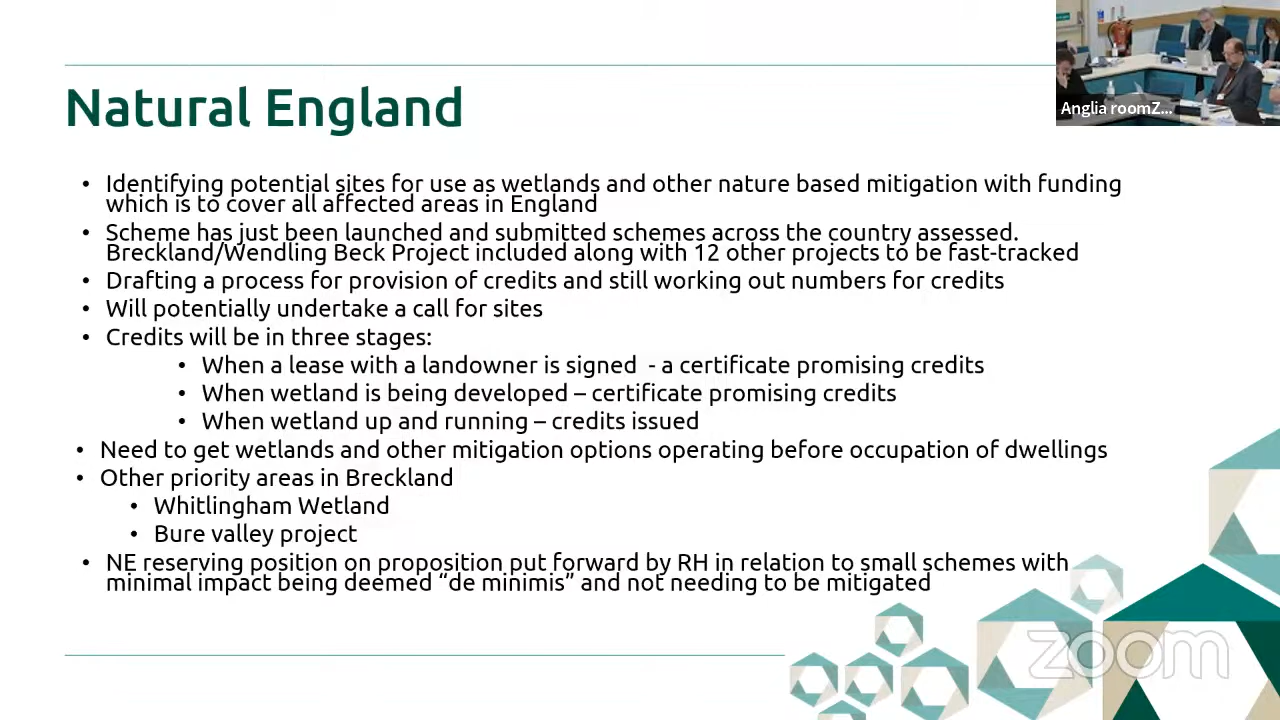 Natural England
Anglia roomZ...
• Identifying potential sites for use as wetlands and other nature based mitigation with funding
which is to cover all affected areas in England
• Scheme has just been launched and submitted schemes across the country assessed.
Breckland/Wendling Beck Project included along with 12 other projects to be fast-tracked
• Drafting a process for provision of credits and still working out numbers for credits
• Will potentially undertake a call for sites
• Credits will be in three stages:
• When a lease with a landowner is signed  - a certificate promising credits
• When wetland is being developed – certificate promising credits
• When wetland up and running – credits issued
• Need to get wetlands and other mitigation options operating before occupation of dwellings
• Other priority areas in Breckland
• Whitlingham Wetland
• Bure valley project
• NE reserving position on proposition put forward by RH in relation to small schemes with
minimal impact being deemed “de minimis” and not needing to be mitigated
zoom